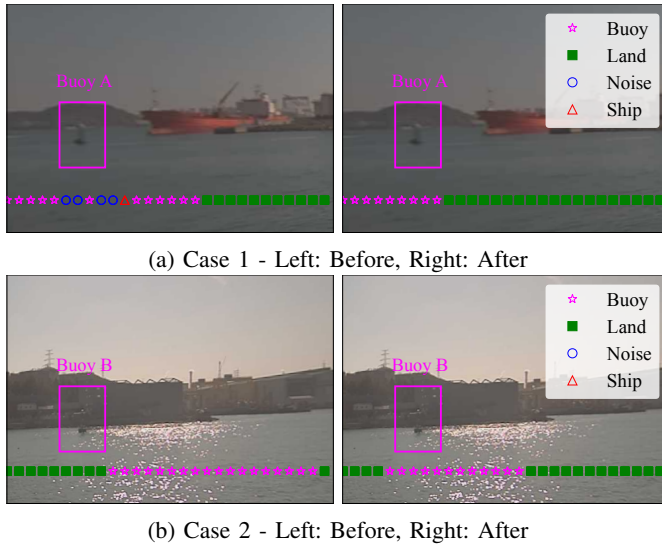 Buoy A
Buoy
Land
Noise
Ship
(a) Case 1 - Left: Before, Right: After
Buoy B
Buoy B
Buoy
Land
Noise
Ship
(b) Case 2 - Left: Before, Right: After